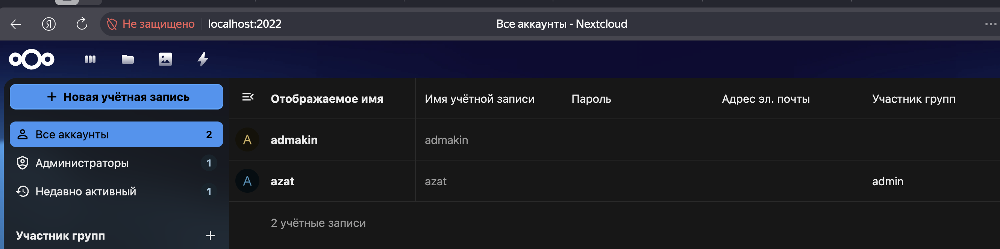 Не защищено localhost:2022 Все аккаунты - Nextcloud
+ Новая учётная запись
Отображаемое имя Имя учётной записи Пароль Адрес эл. почты Участник групп
Все аккаунты 2
A admakin admakin
Администраторы 1
A azat azat admin
Недавно активный 1
2 учётные записи
Участник групп +